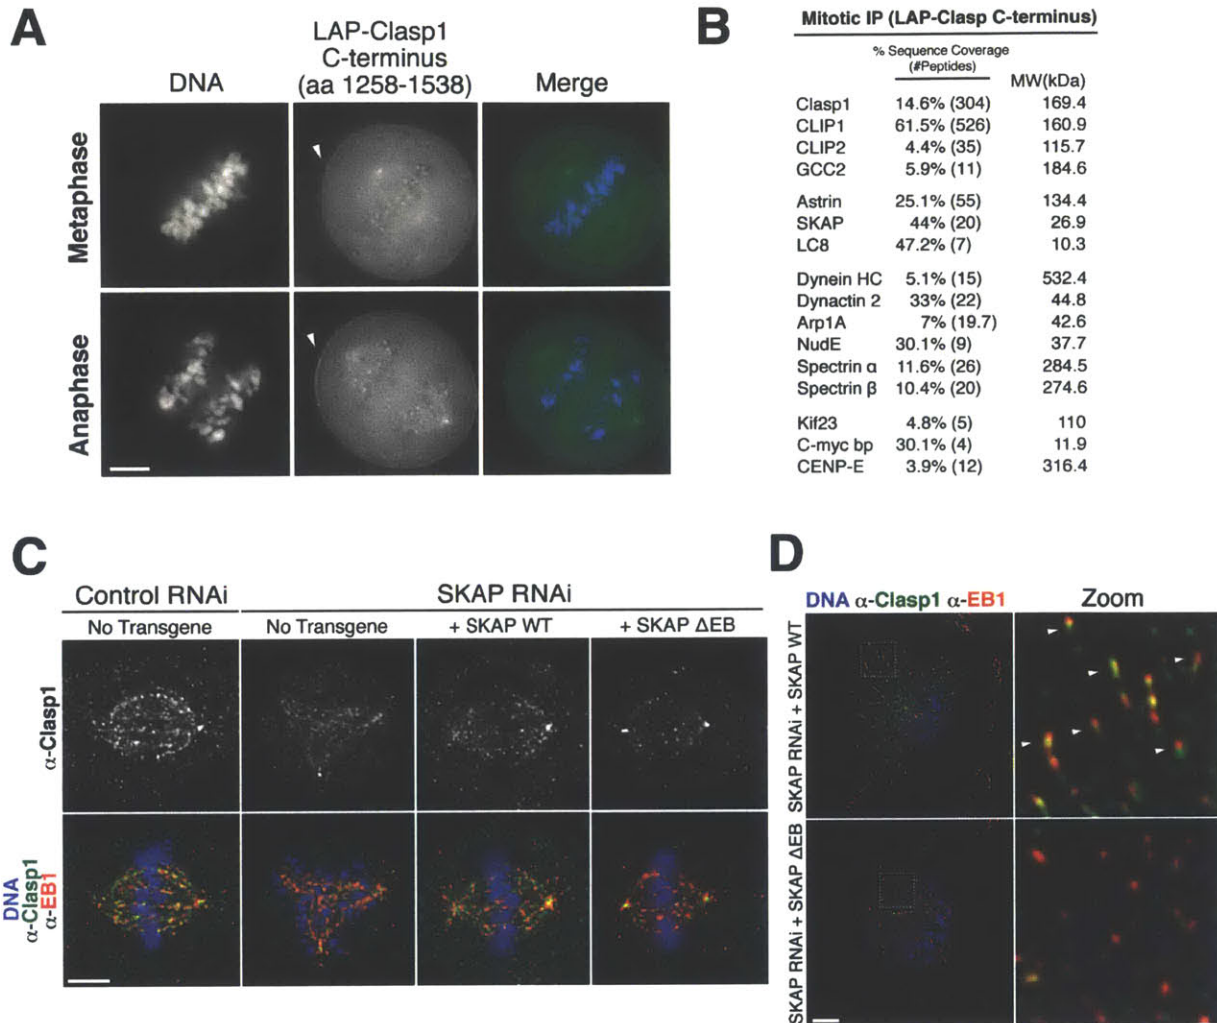 A
LAP-Clasp1
C-terminus
(aa 1258-1538)
DNA
Merge
Metaphase
Anaphase
B
Mitotic IP (LAP-Clasp C-terminus)
% Sequence Coverage
(#Peptides)
MW(kDa)
Clasp1 14.6% (304) 169.4
CLIP1 61.5% (526) 160.9
CLIP2 4.4% (35) 115.7
GCC2 5.9% (11) 184.6
Astrin 25.1% (55) 134.4
SKAP 44% (20) 26.9
LC8 47.2% (7) 10.3
Dynein HC 5.1% (15) 532.4
Dynactin 2 33% (22) 44.8
Arp1A 7% (19.7) 42.6
NudE 30.1% (9) 37.7
Spectrin α 11.6% (26) 284.5
Spectrin β 10.4% (20) 274.6
Kif23 4.8% (5) 110
C-myc bp 30.1% (4) 11.9
CENP-E 3.9% (12) 316.4
C
Control RNAi
SKAP RNAi
No Transgene
No Transgene
+ SKAP WT
+ SKAP ΔEB
α-Clasp1
DNA
α-Clasp1
α-EB1
D
DNA α-Clasp1 α-EB1
Zoom
SKAP RNAi + SKAP WT
SKAP RNAi + SKAP ΔEB